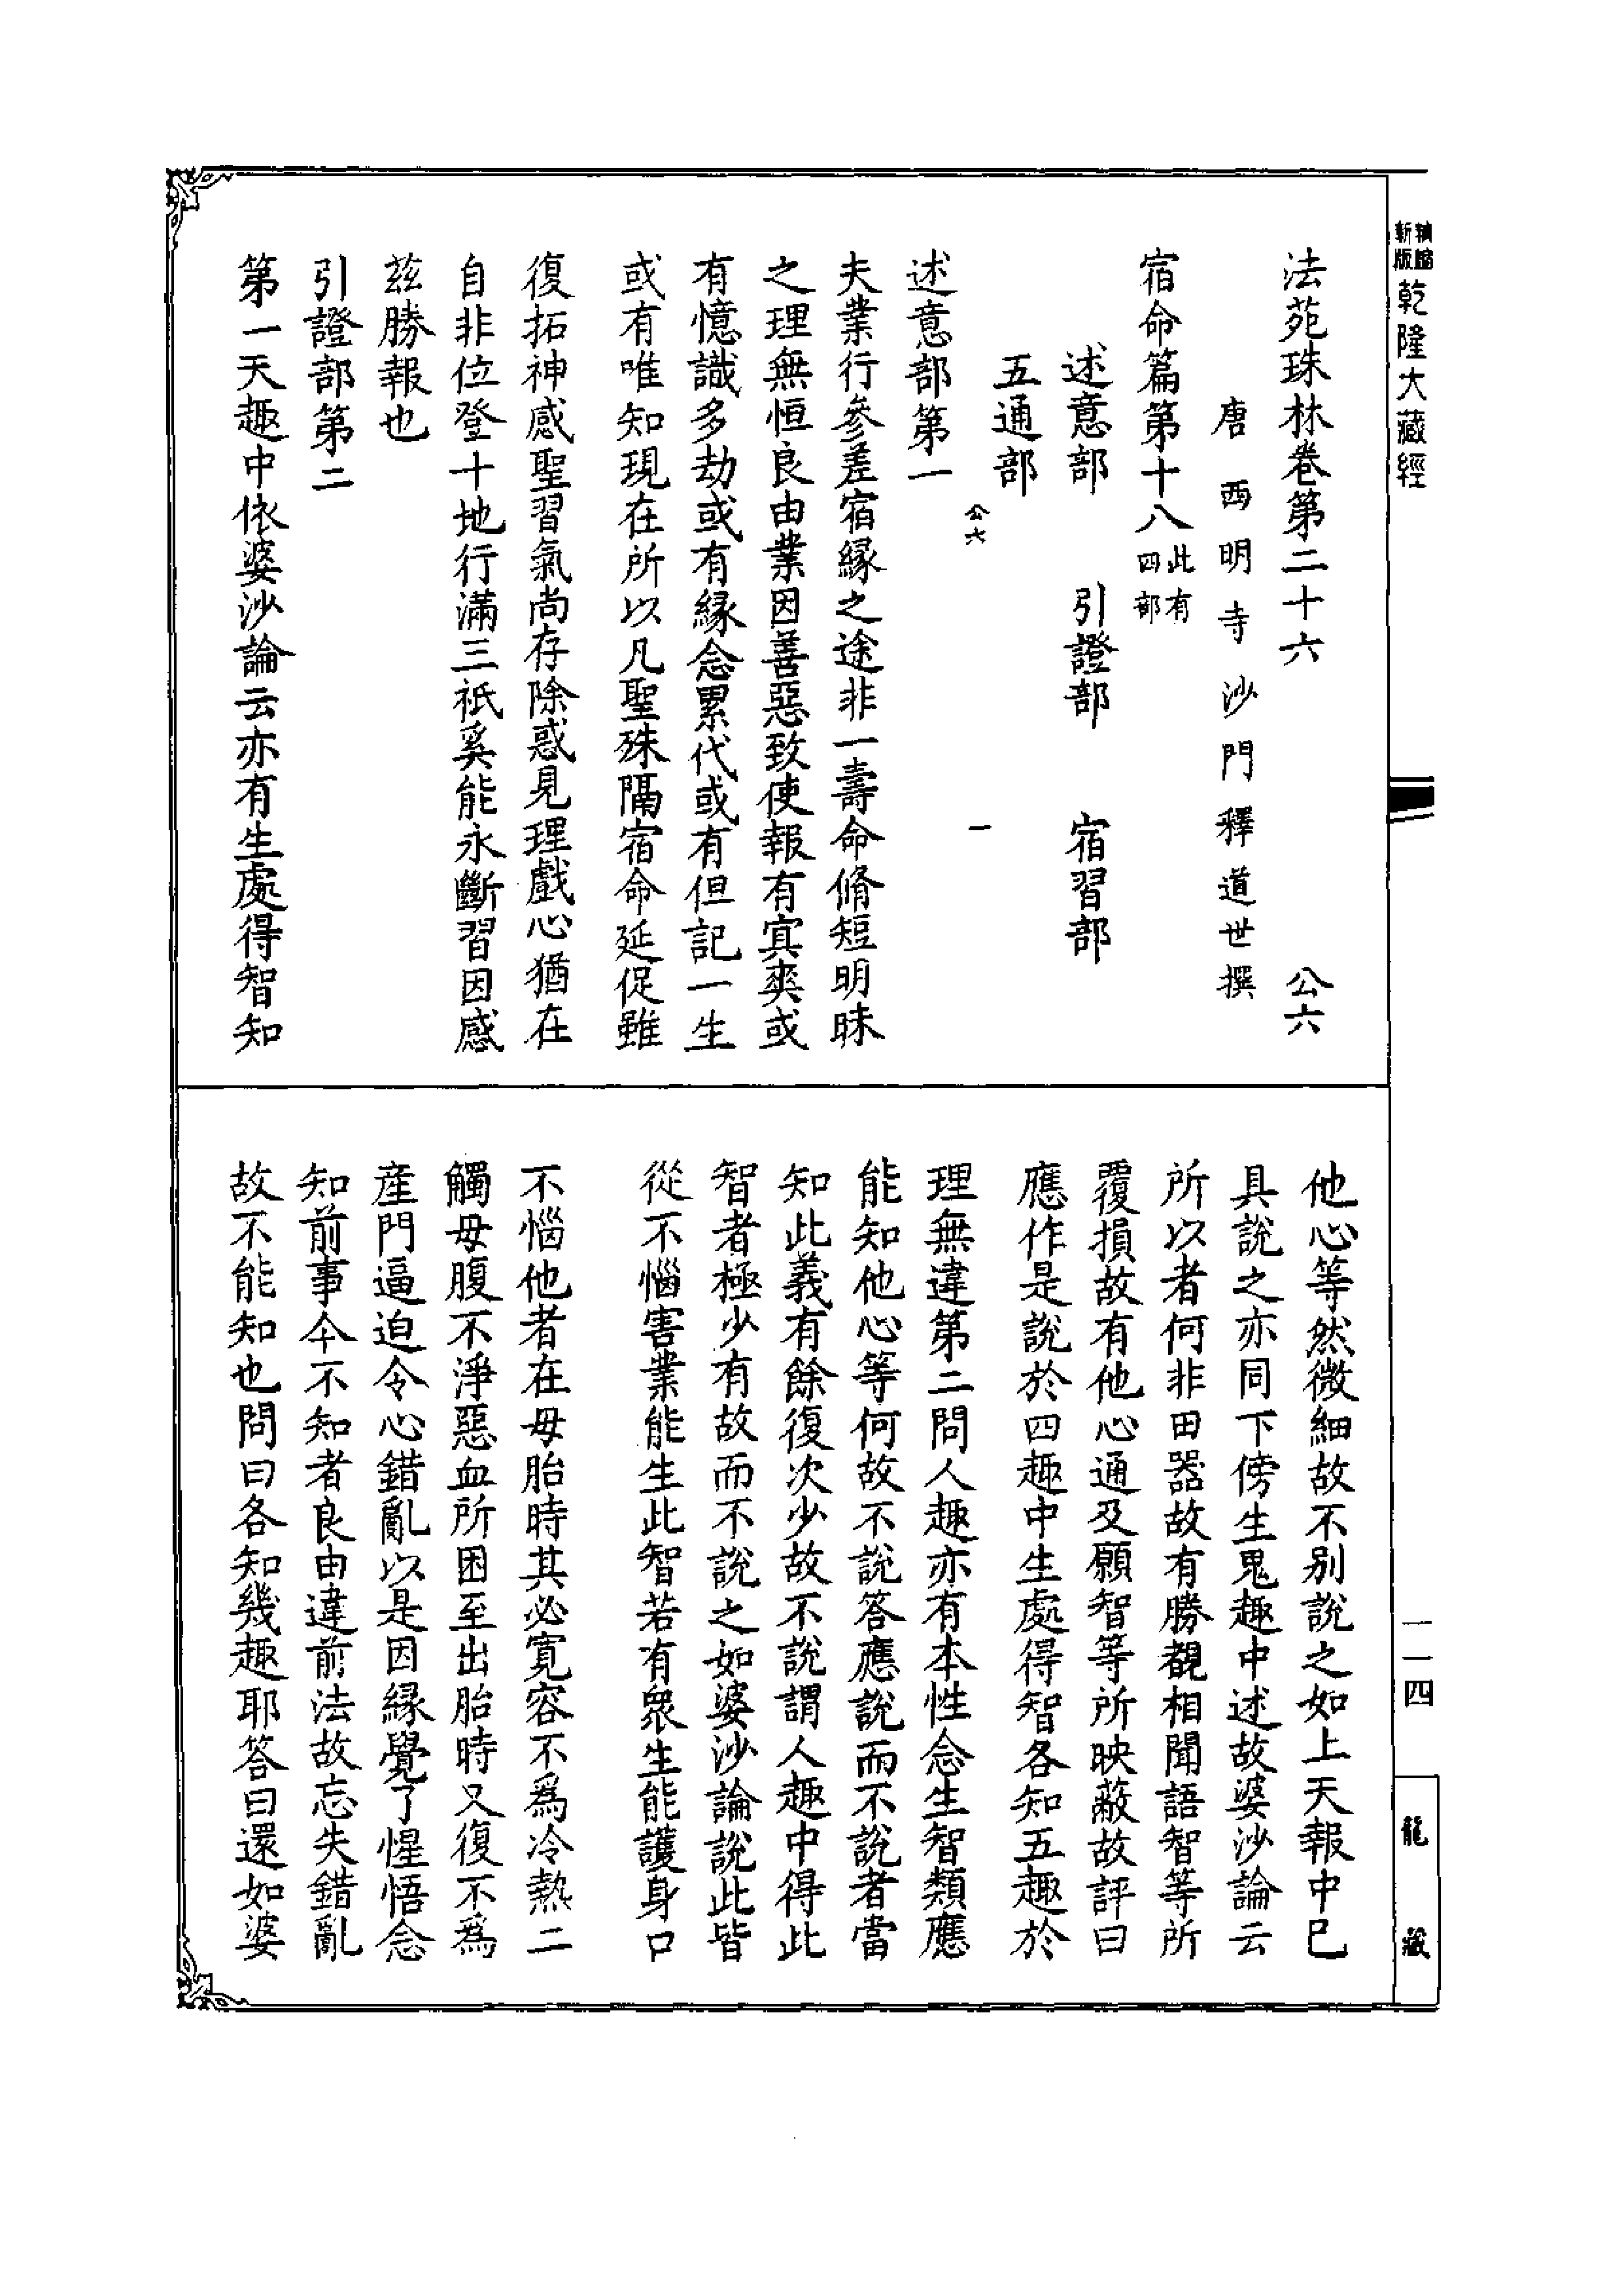 精縮新版乾隆大藏經
一一四
龍藏
法苑珠林卷第二十六 公六
唐西明寺沙門釋道世撰
宿命篇第十八此有四部
述意部 引證部 宿習部
五通部
公六 一
述意部第一
夫業行參差宿緣之途非一壽命脩短明昧
之理無恒良由業因善惡致使報有寘爽或
有憶識多劫或有緣念累代或有但記一生
或有唯知現在所以凡聖殊隔宿命延促雖
復拓神感聖習氣尚存除惑見理戲心猶在
自非位登十地行滿三祇奚能永斷習因感
兹勝報也
引證部第二
第一天趣中依婆沙論云亦有生處得智知
他心等然微細故不別說之如上天報中已
具說之亦同下傍生鬼趣中述故婆沙論云
所以者何非田器故有勝覩相聞語智等所
覆損故有他心通及願智等所映蔽故評曰
應作是說於四趣中生處得智各知五趣於
理無違第二問人趣亦有本性念生智類應
能知他心等何故不說答應說而不說者當
知此義有餘復次少故不說謂人趣中得此
智者極少有故而不說之如婆沙論說此皆
從不惱害業能生此智若有衆生能護身口
不惱他者在母胎時其必寛容不爲冷熱二
觸母腹不淨惡血所困至出胎時又復不爲
産門逼迫令心錯亂以是因緣覺了惺悟念
知前事今不知者良由違前法故忘失錯亂
故不能知也問曰各知幾趣耶答曰還如婆